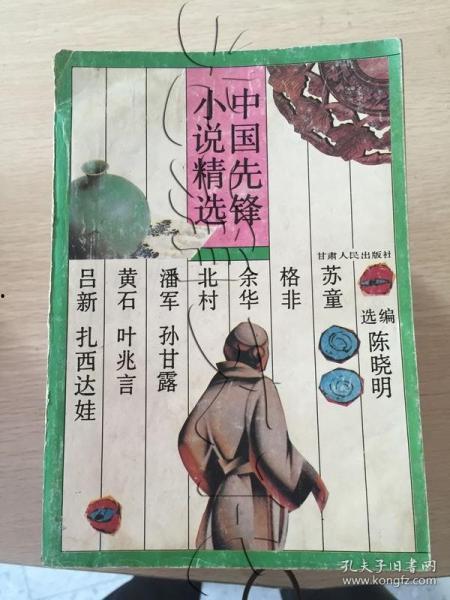 中国先锋
小说精选
甘肃人民出版社
选编
陈晓明
苏童
格非
余华
北村
潘军 孙甘露
黄石 叶兆言
吕新 扎西达娃
孔夫子旧书网
www.kongfz.com